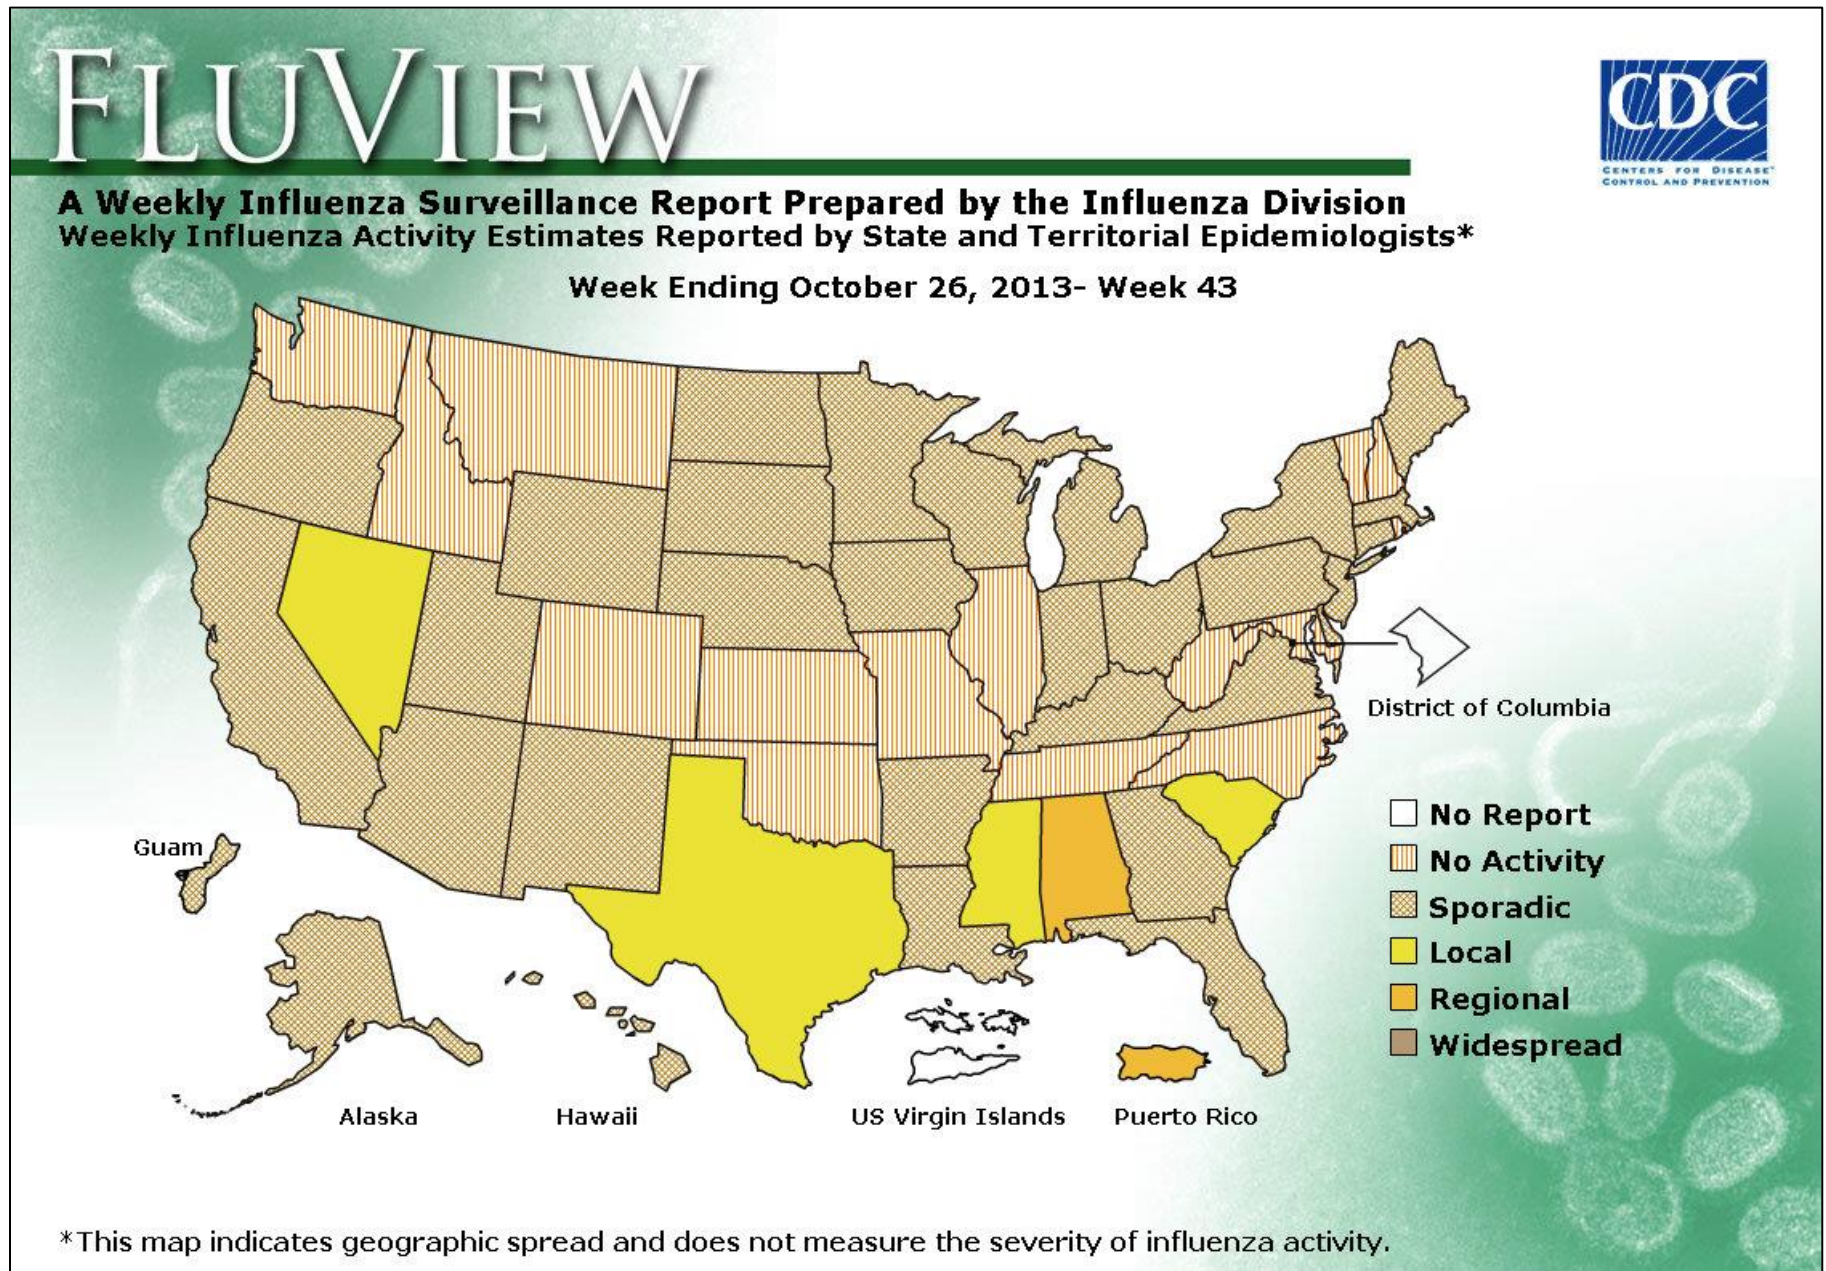 FLUVIEW
CDC
CENTERS FOR DISEASE™
CONTROL AND PREVENTION
A Weekly Influenza Surveillance Report Prepared by the Influenza Division
Weekly Influenza Activity Estimates Reported by State and Territorial Epidemiologists*
Week Ending October 26, 2013- Week 43
District of Columbia
No Report
No Activity
Sporadic
Local
Regional
Widespread
Guam
Alaska
Hawaii
US Virgin Islands
Puerto Rico
*This map indicates geographic spread and does not measure the severity of influenza activity.